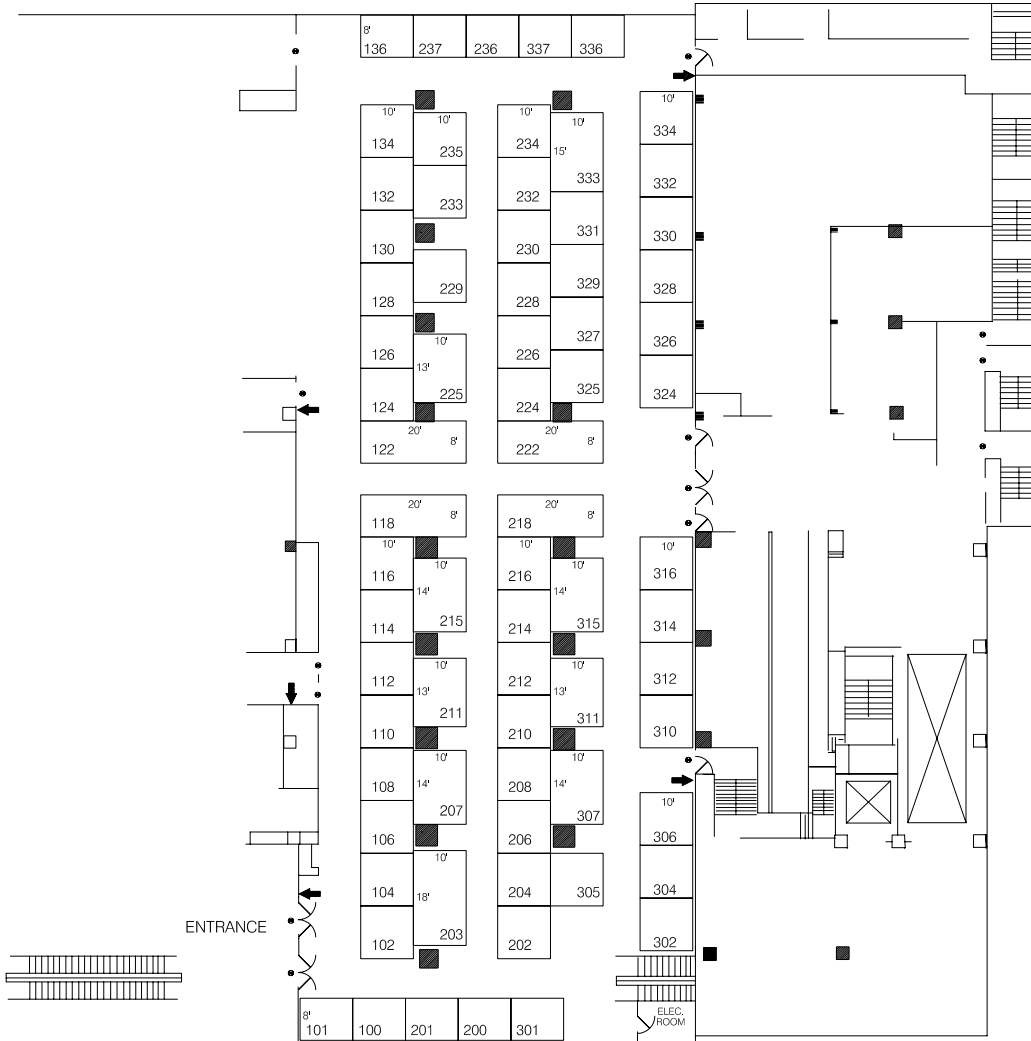 8'
136 237 236 337 336
10' 10' 10' 10' 10'
134 235 234 15' 333 334
132 233 232 331 332
130 230 329 330
128 229 228 327 328
10'
126 13' 225 226 325 326
124 224 324
20' 20'
122 8' 222 8'
20' 20'
118 8' 218 8'
10' 10' 10'
116 10' 216 10' 316
14' 14'
114 215 214 315 314
10' 10'
112 13' 212 13' 312
110 211 210 311 310
10' 10'
108 14' 208 14' 10'
106 207 206 307 306
10'
104 18' 204 305 304
ENTRANCE
102 203 202 302
8'
101 100 201 200 301
ELEC.
ROOM